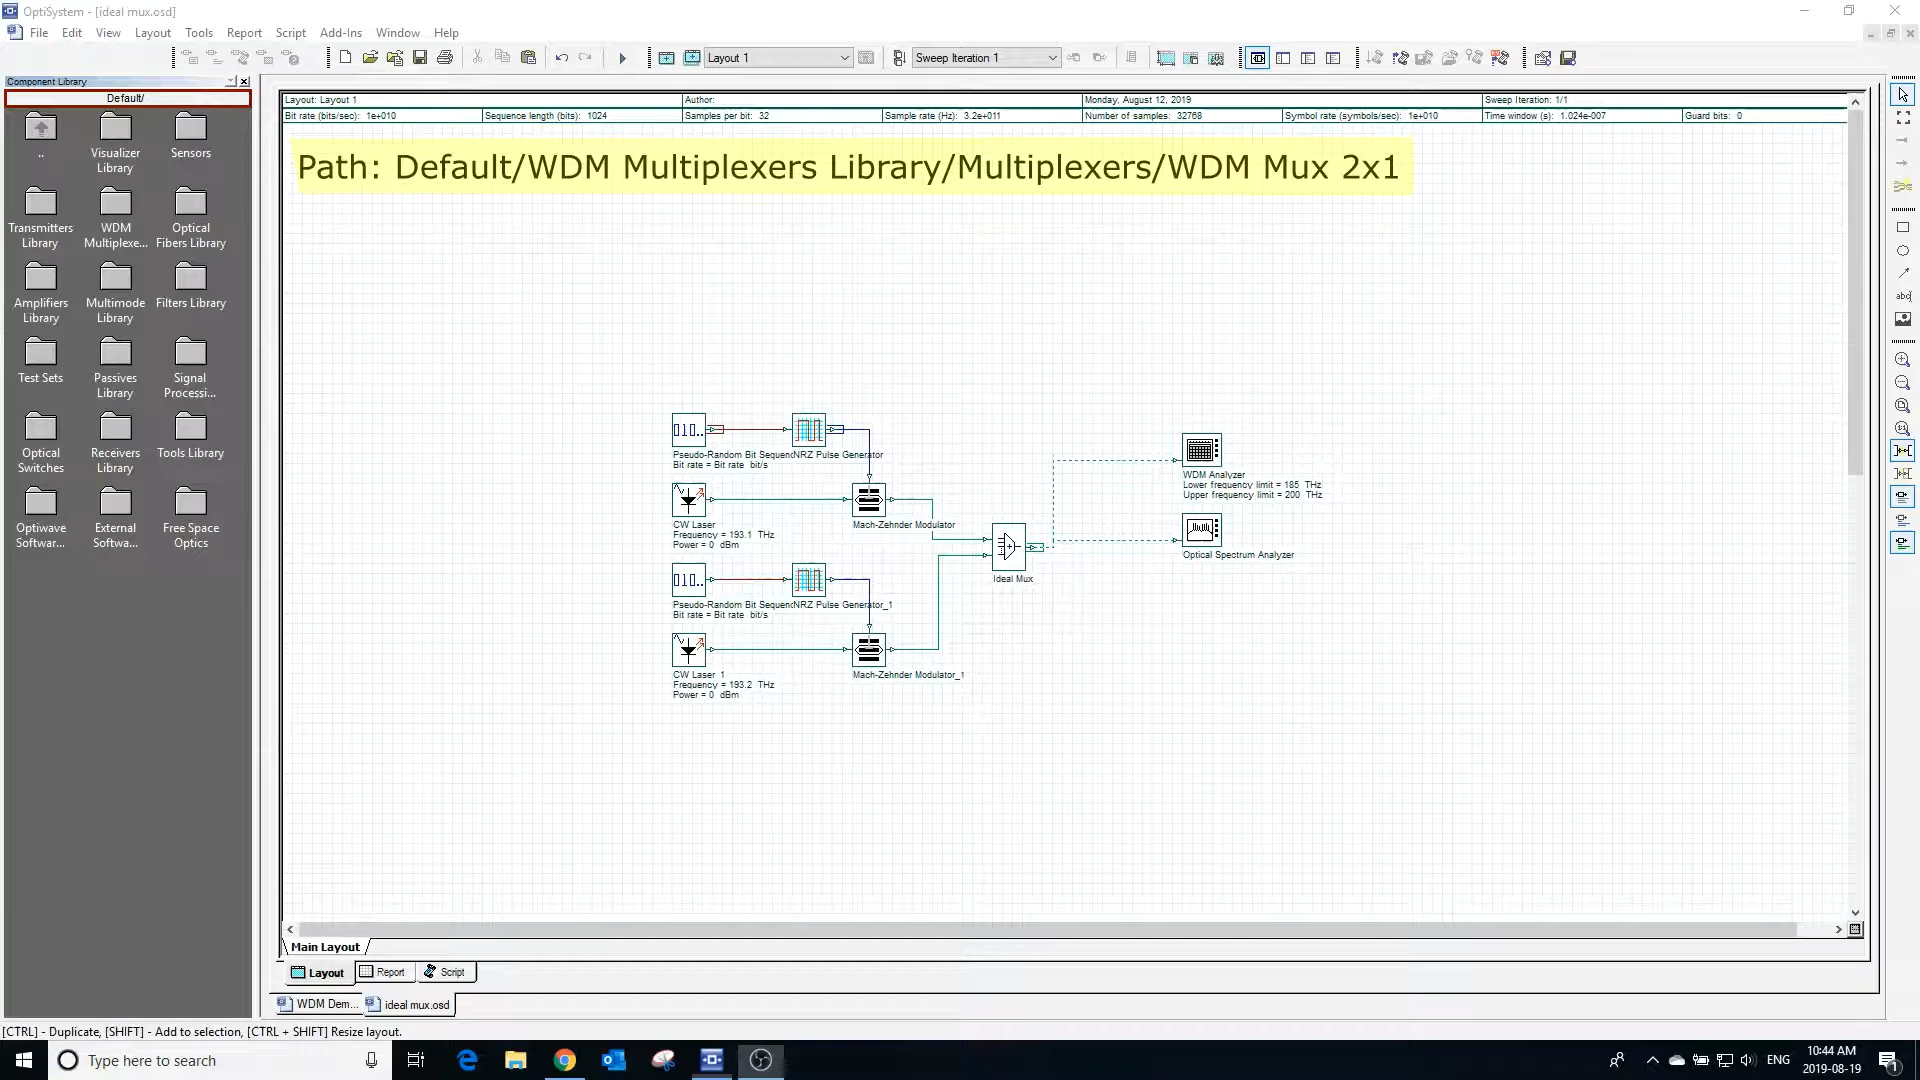 OptiSystem - [ideal mux.osd]
File Edit View Layout Tools Report Script Add-Ins Window Help
Layout 1
Sweep Iteration 1
Component Library
Default/
..
Visualizer Library
Sensors
Transmitters Library
WDM Multiplexe...
Optical Fibers Library
Amplifiers Library
Multimode Library
Filters Library
Test Sets
Passives Library
Signal Processi...
Optical Switches
Receivers Library
Tools Library
Optiwave Softwar...
External Softwa...
Free Space Optics
Layout: Layout 1 Author: Monday, August 12, 2019 Sweep Iteration: 1/1
Bit rate (bits/sec): 1e+010 Sequence length (bits): 1024 Samples per bit: 32 Sample rate (Hz): 3.2e+011 Number of samples: 32768 Symbol rate (symbols/sec): 1e+010 Time window (s): 1.024e-007 Guard bits: 0
Path: Default/WDM Multiplexers Library/Multiplexers/WDM Mux 2x1
010..
Pseudo-Random Bit Sequen NRZ Pulse Generator
Bit rate = Bit rate bit/s
CW Laser
Frequency = 193.1 THz
Power = 0 dBm
Mach-Zehnder Modulator
010..
Pseudo-Random Bit Sequen NRZ Pulse Generator_1
Bit rate = Bit rate bit/s
CW Laser_1
Frequency = 193.2 THz
Power = 0 dBm
Mach-Zehnder Modulator_1
Ideal Mux
WDM Analyzer
Lower frequency limit = 185 THz
Upper frequency limit = 200 THz
Optical Spectrum Analyzer
abc
Main Layout
Layout Report Script
WDM Dem... ideal mux.osd
[CTRL] - Duplicate, [SHIFT] - Add to selection, [CTRL + SHIFT] Resize layout.
Type here to search
ENG
10:44 AM
2019-08-19
1